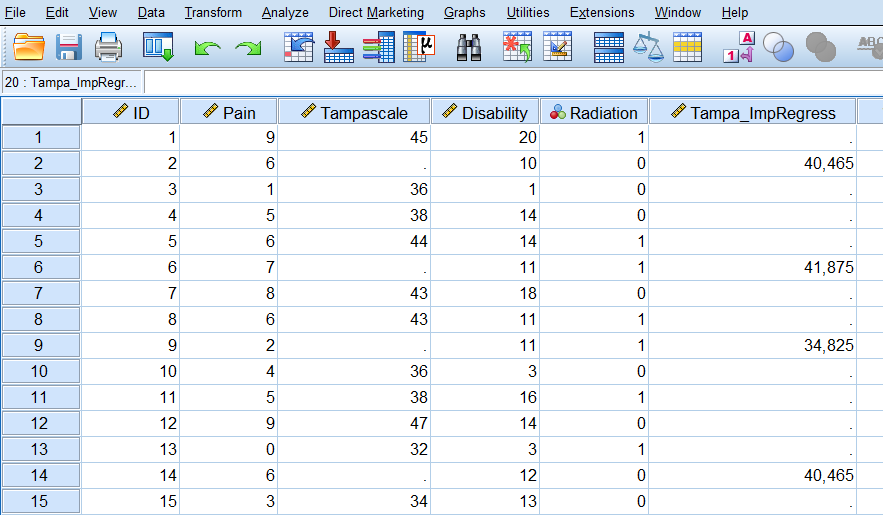 File Edit View Data Transform Analyze Direct Marketing Graphs Utilities Extensions Window Help
μ A 1 ABC
20 : Tampa_ImpRegr...
ID Pain Tampascale Disability Radiation Tampa_ImpRegress
1 1 9 45 20 1 .
2 2 6 . 10 0 40,465
3 3 1 36 1 0 .
4 4 5 38 14 0 .
5 5 6 44 14 1 .
6 6 7 . 11 1 41,875
7 7 8 43 18 0 .
8 8 6 43 11 1 .
9 9 2 . 11 1 34,825
10 10 4 36 3 0 .
11 11 5 38 16 1 .
12 12 9 47 14 0 .
13 13 0 32 3 1 .
14 14 6 . 12 0 40,465
15 15 3 34 13 0 .